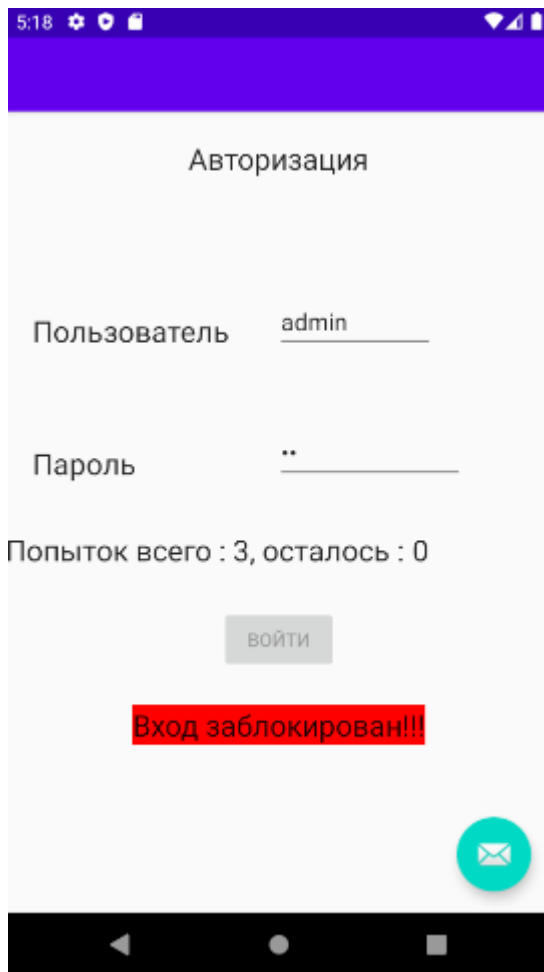 5:18
Авторизация
Пользователь
admin
Пароль
••
Попыток всего : 3, осталось : 0
ВОЙТИ
Вход заблокирован!!!